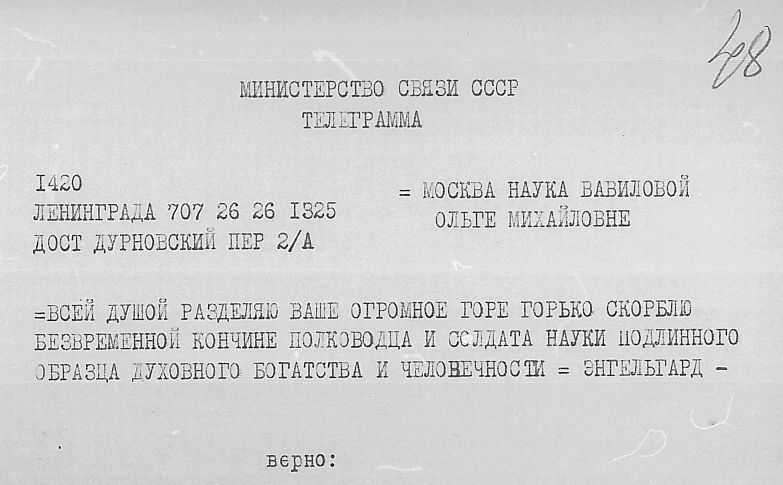 48
МИНИСТЕРСТВО СВЯЗИ СССР
ТЕЛЕГРАММА
I420
ЛЕНИНГРАДА 707 26 26 I325
ДОСТ ДУРНОВСКИЙ ПЕР 2/А
= МОСКВА НАУКА ВАВИЛОВОЙ
ОЛЬГЕ МИХАЙЛОВНЕ
=ВСЕЙ ДУШОЙ РАЗДЕЛЯЮ ВАШЕ ОГРОМНОЕ ГОРЕ ГОРЬКО СКОРБЛЮ
БЕЗВРЕМЕННОЙ КОНЧИНЕ ПОЛКОВОДЦА И СОЛДАТА НАУКИ ПОДЛИННОГО
ОБРАЗЦА ДУХОВНОГО БОГАТСТВА И ЧЕЛОВЕЧНОСТИ = ЭНГЕЛЬГАРД -
верно: